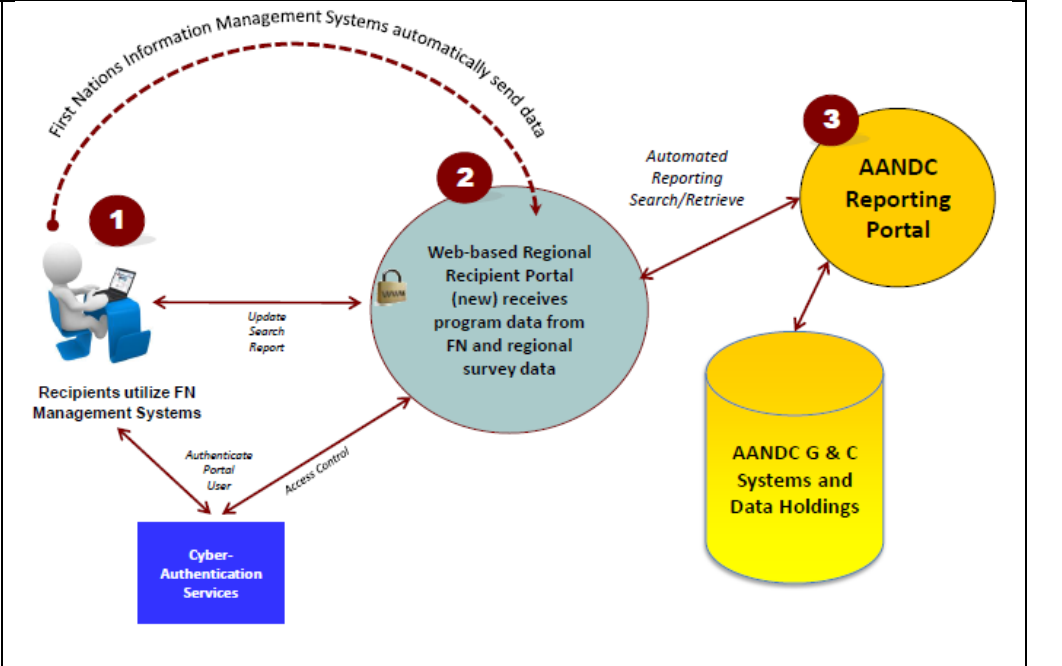 First Nations Information Management Systems automatically send data
1
2
3
Automated
Reporting
Search/Retrieve
AANDC
Reporting
Portal
Web-based Regional
Recipient Portal
(new) receives
program data from
FN and regional
survey data
WWW
Update
Search
Report
Recipients utilize FN
Management Systems
Authenticate
Portal
User
Access Control
Cyber-
Authentication
Services
AANDC G & C
Systems and
Data Holdings